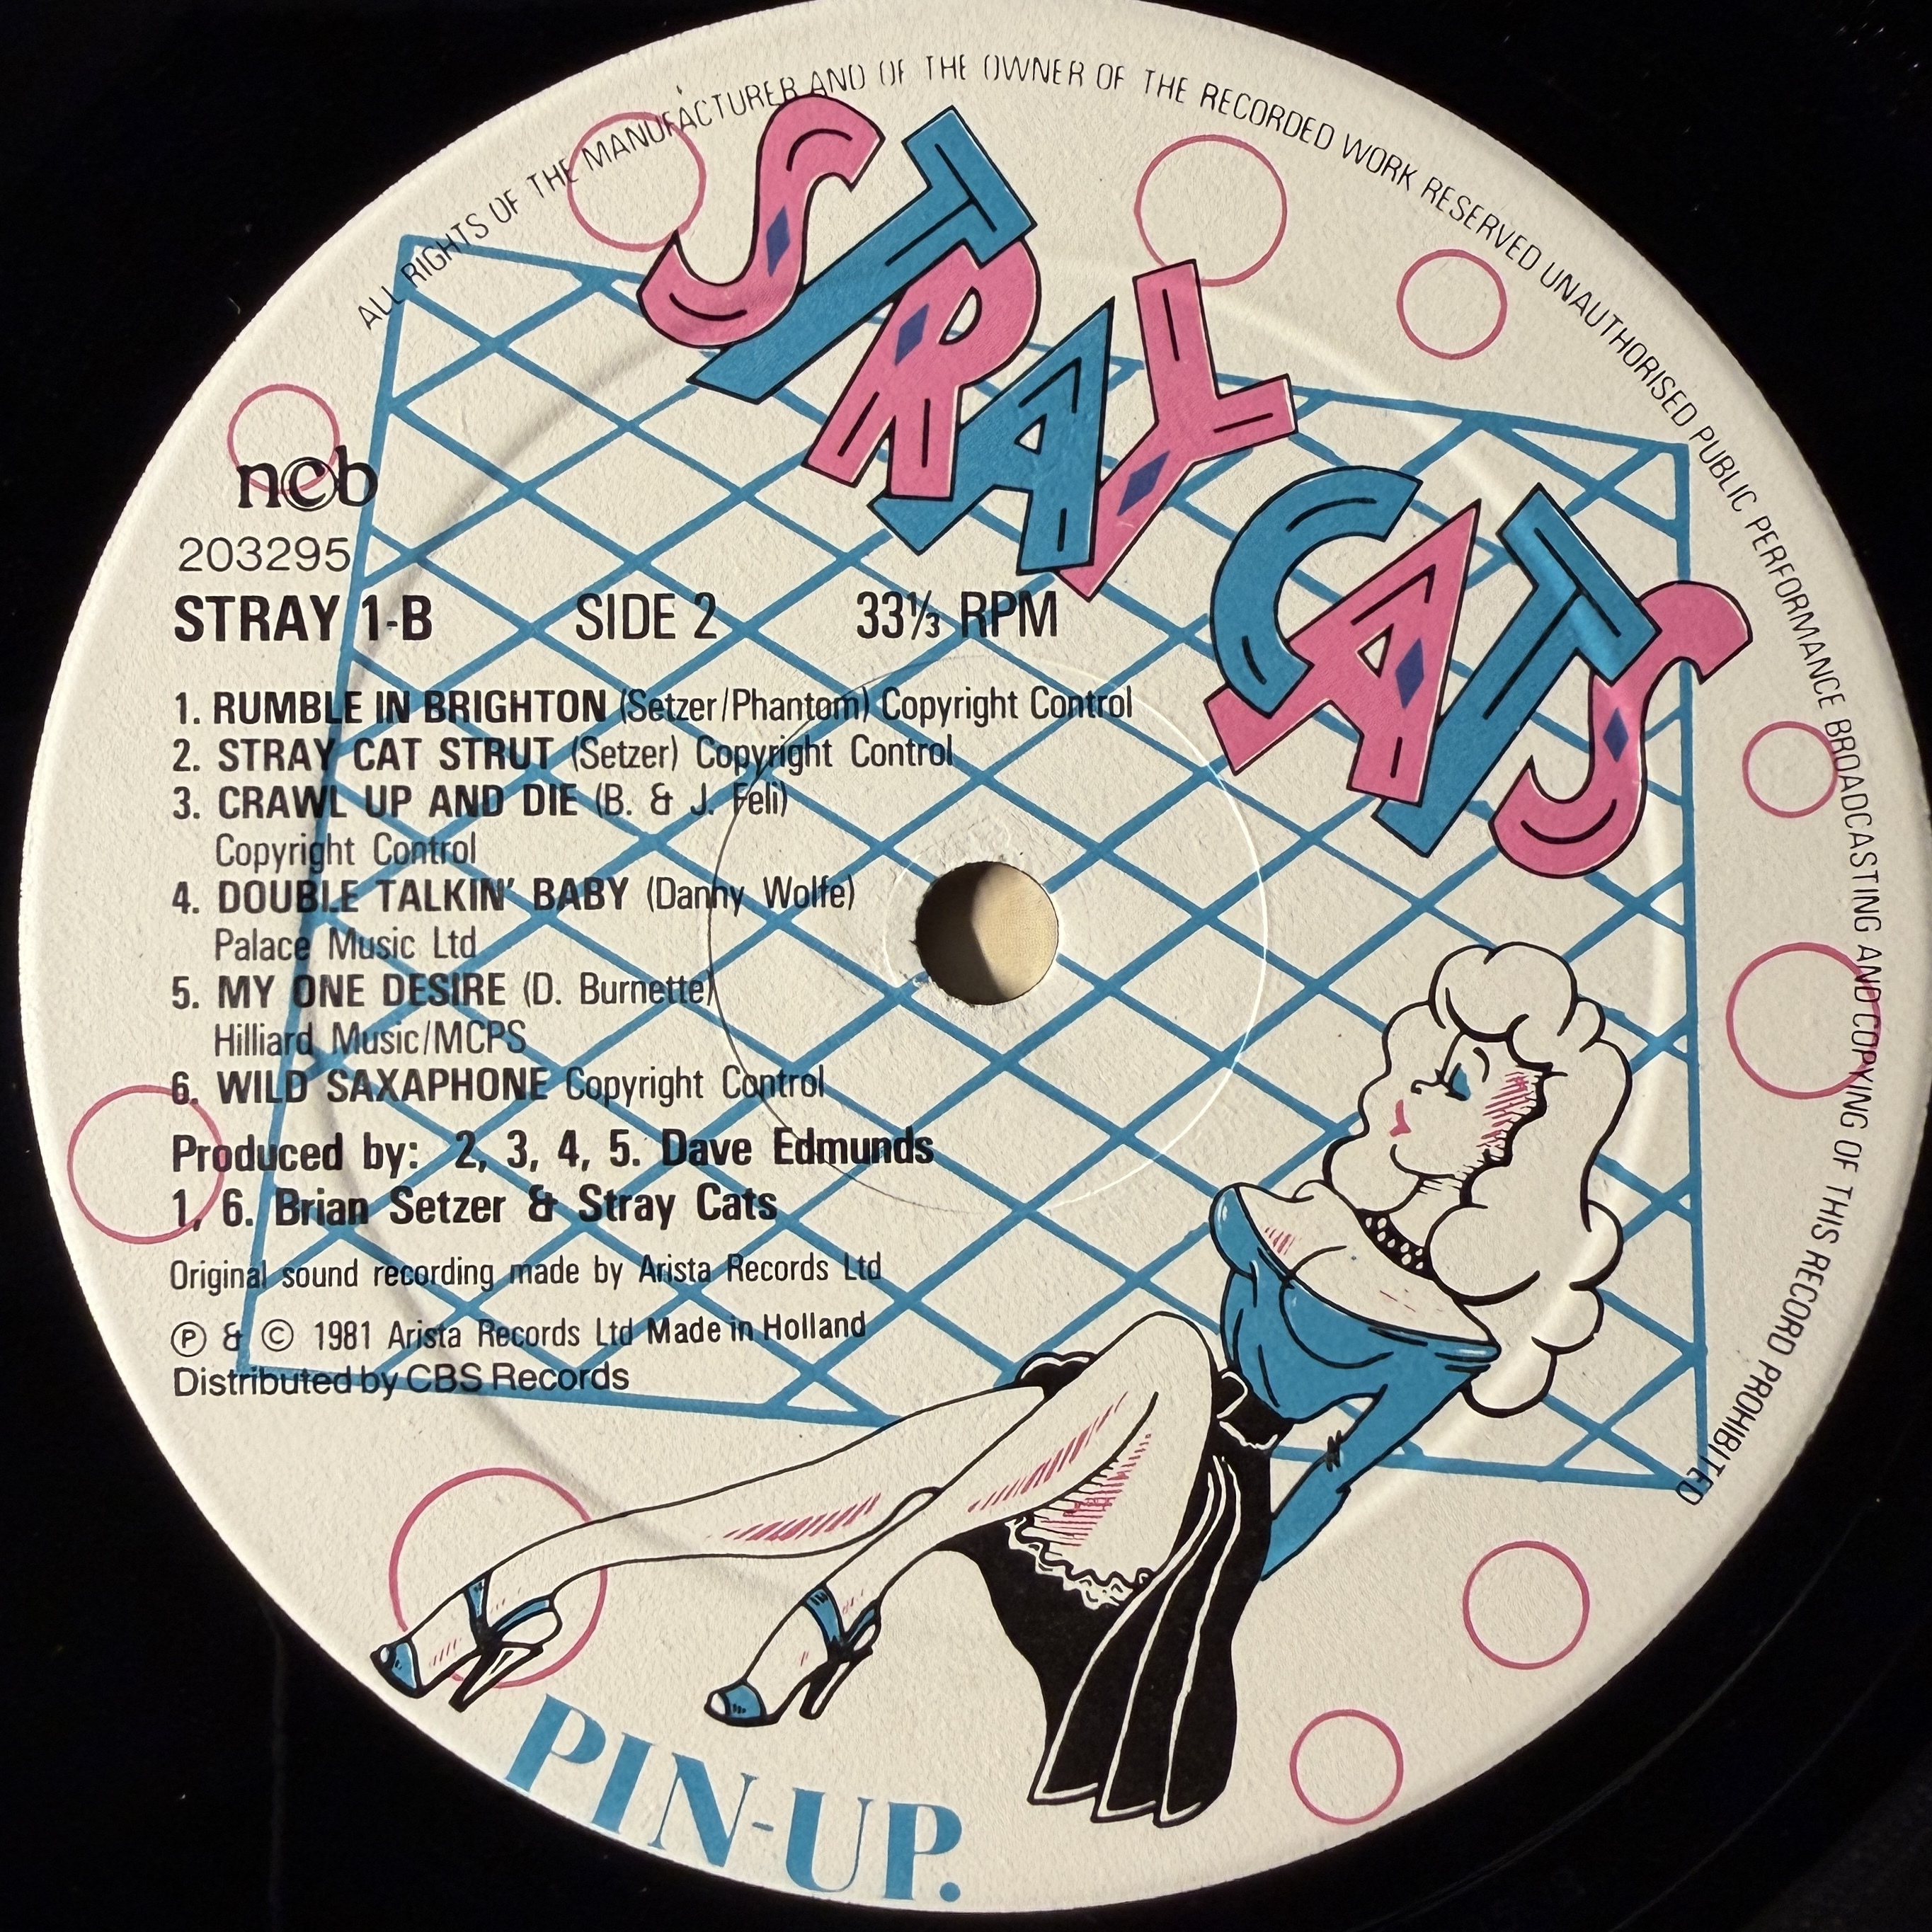 ALL RIGHTS OF THE MANUFACTURER AND OF THE OWNER OF THE RECORDED WORK RESERVED UNAUTHORISED PUBLIC PERFORMANCE BROADCASTING AND COPYING OF THIS RECORD PROHIBITED
STRAY CATS
ncb
203295
STRAY 1-B SIDE 2 33⅓ RPM
1. RUMBLE IN BRIGHTON (Setzer/Phantom) Copyright Control
2. STRAY CAT STRUT (Setzer) Copyright Control
3. CRAWL UP AND DIE (B. & J. Feli)
Copyright Control
4. DOUBLE TALKIN' BABY (Danny Wolfe)
Palace Music Ltd
5. MY ONE DESIRE (D. Burnette)
Hilliard Music/MCPS
6. WILD SAXAPHONE Copyright Control
Produced by: 2, 3, 4, 5. Dave Edmunds
1, 6. Brian Setzer & Stray Cats
Original sound recording made by Arista Records Ltd
Ⓟ & © 1981 Arista Records Ltd Made in Holland
Distributed by CBS Records
PIN-UP.